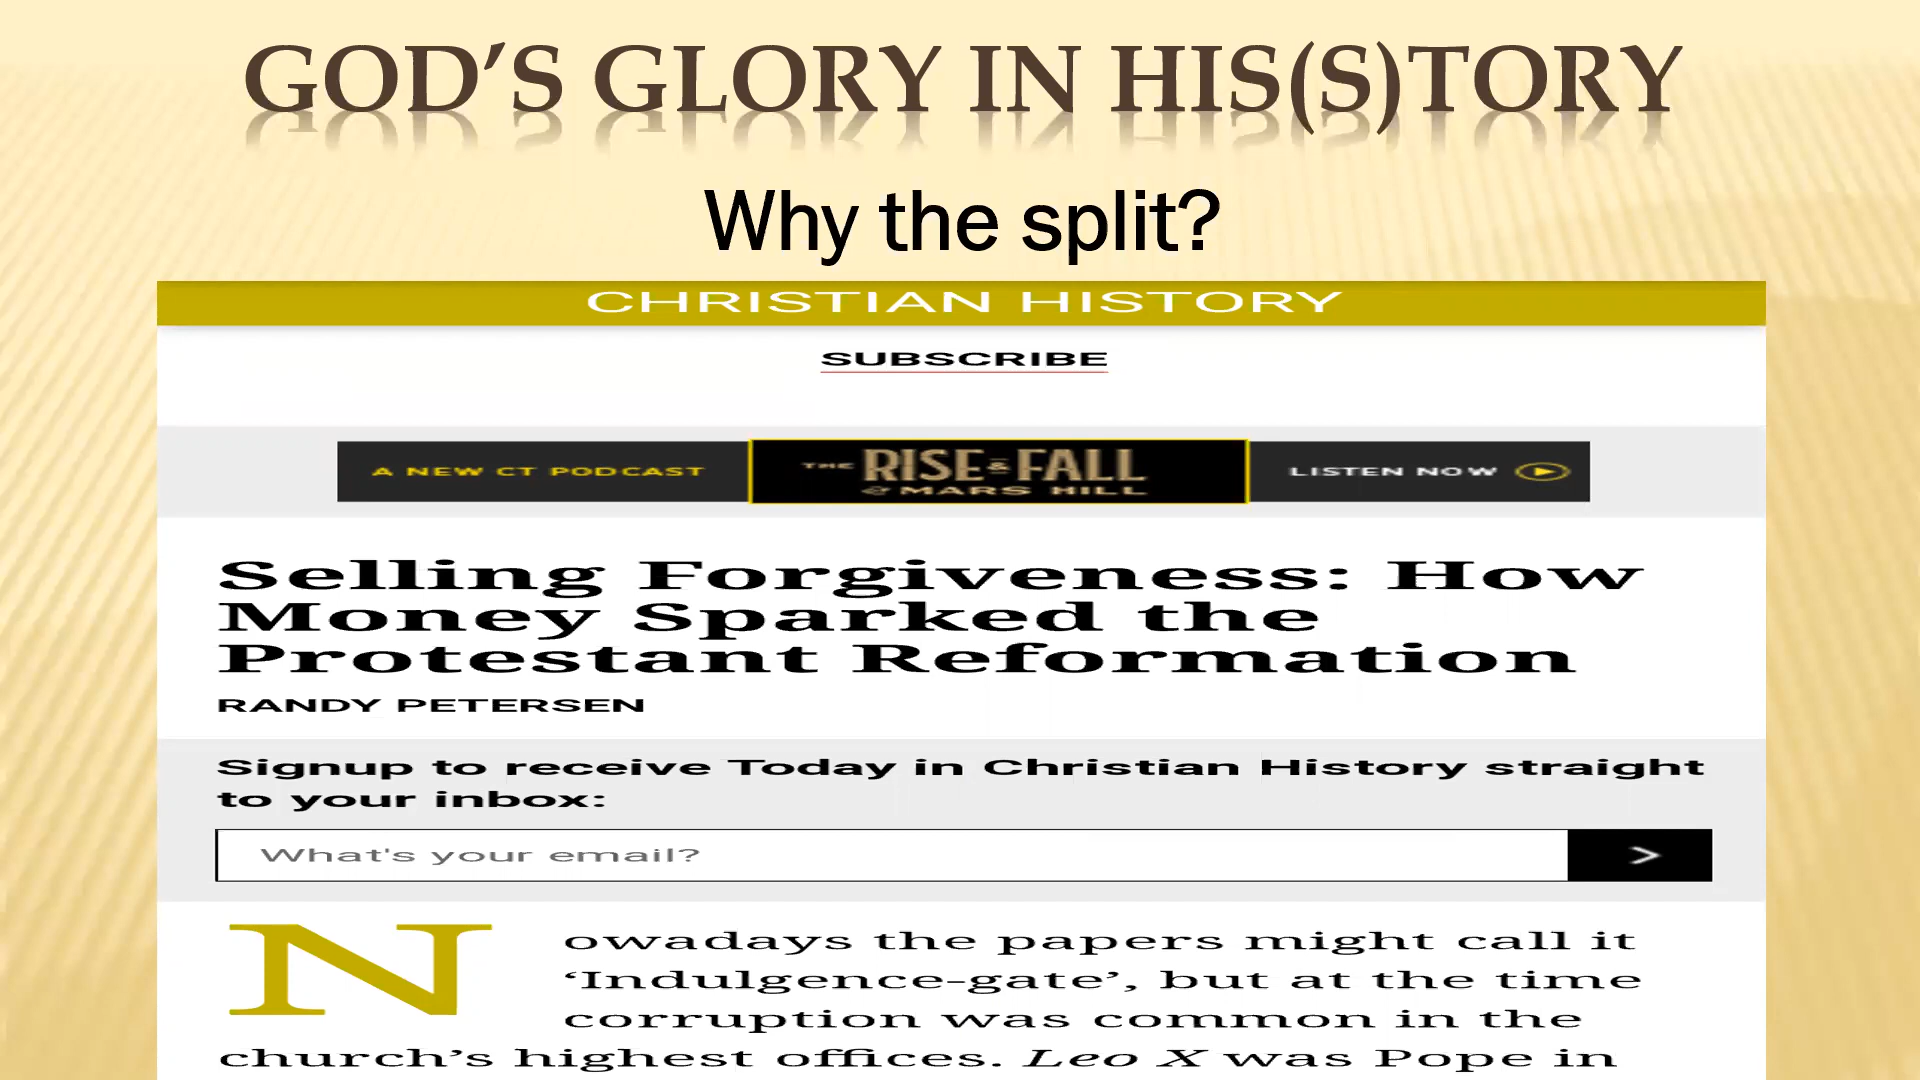 GOD’S GLORY IN HIS(S)TORY
Why the split?
CHRISTIAN HISTORY
SUBSCRIBE
A NEW CT PODCAST
THE RISE & FALL
OF MARS HILL
LISTEN NOW
Selling Forgiveness: How
Money Sparked the
Protestant Reformation
RANDY PETERSEN
Signup to receive Today in Christian History straight
to your inbox:
What's your email?
>
Nowadays the papers might call it
‘Indulgence-gate’, but at the time
corruption was common in the
church’s highest offices. Leo X was Pope in